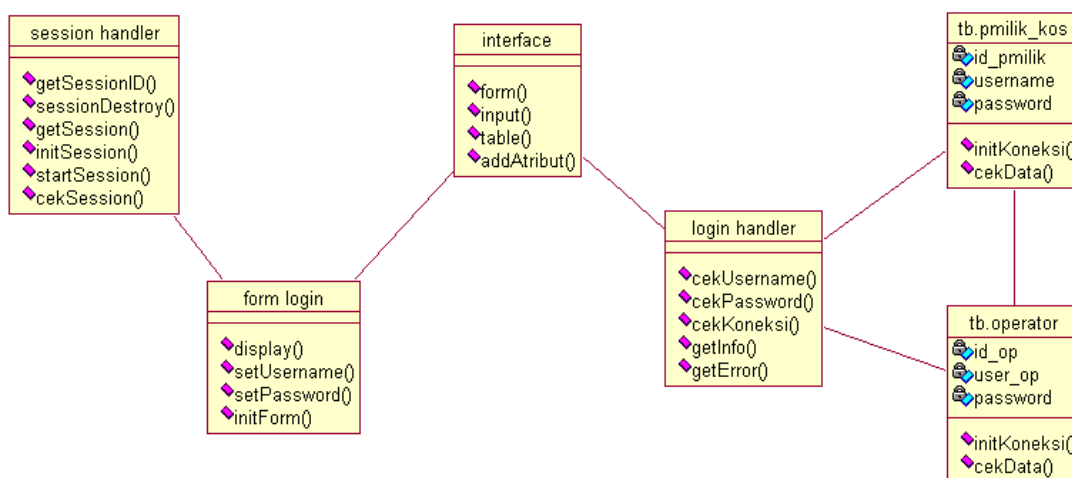 session handler
getSessionID()
sessionDestroy()
getSession()
initSession()
startSession()
cekSession()
interface
form()
input()
table()
addAtribut()
tb.pmilik_kos
id_pmilik
username
password
initKoneksi()
cekData()
form login
display()
setUsername()
setPassword()
initForm()
login handler
cekUsername()
cekPassword()
cekKoneksi()
getInfo()
getError()
tb.operator
id_op
user_op
password
initKoneksi()
cekData()